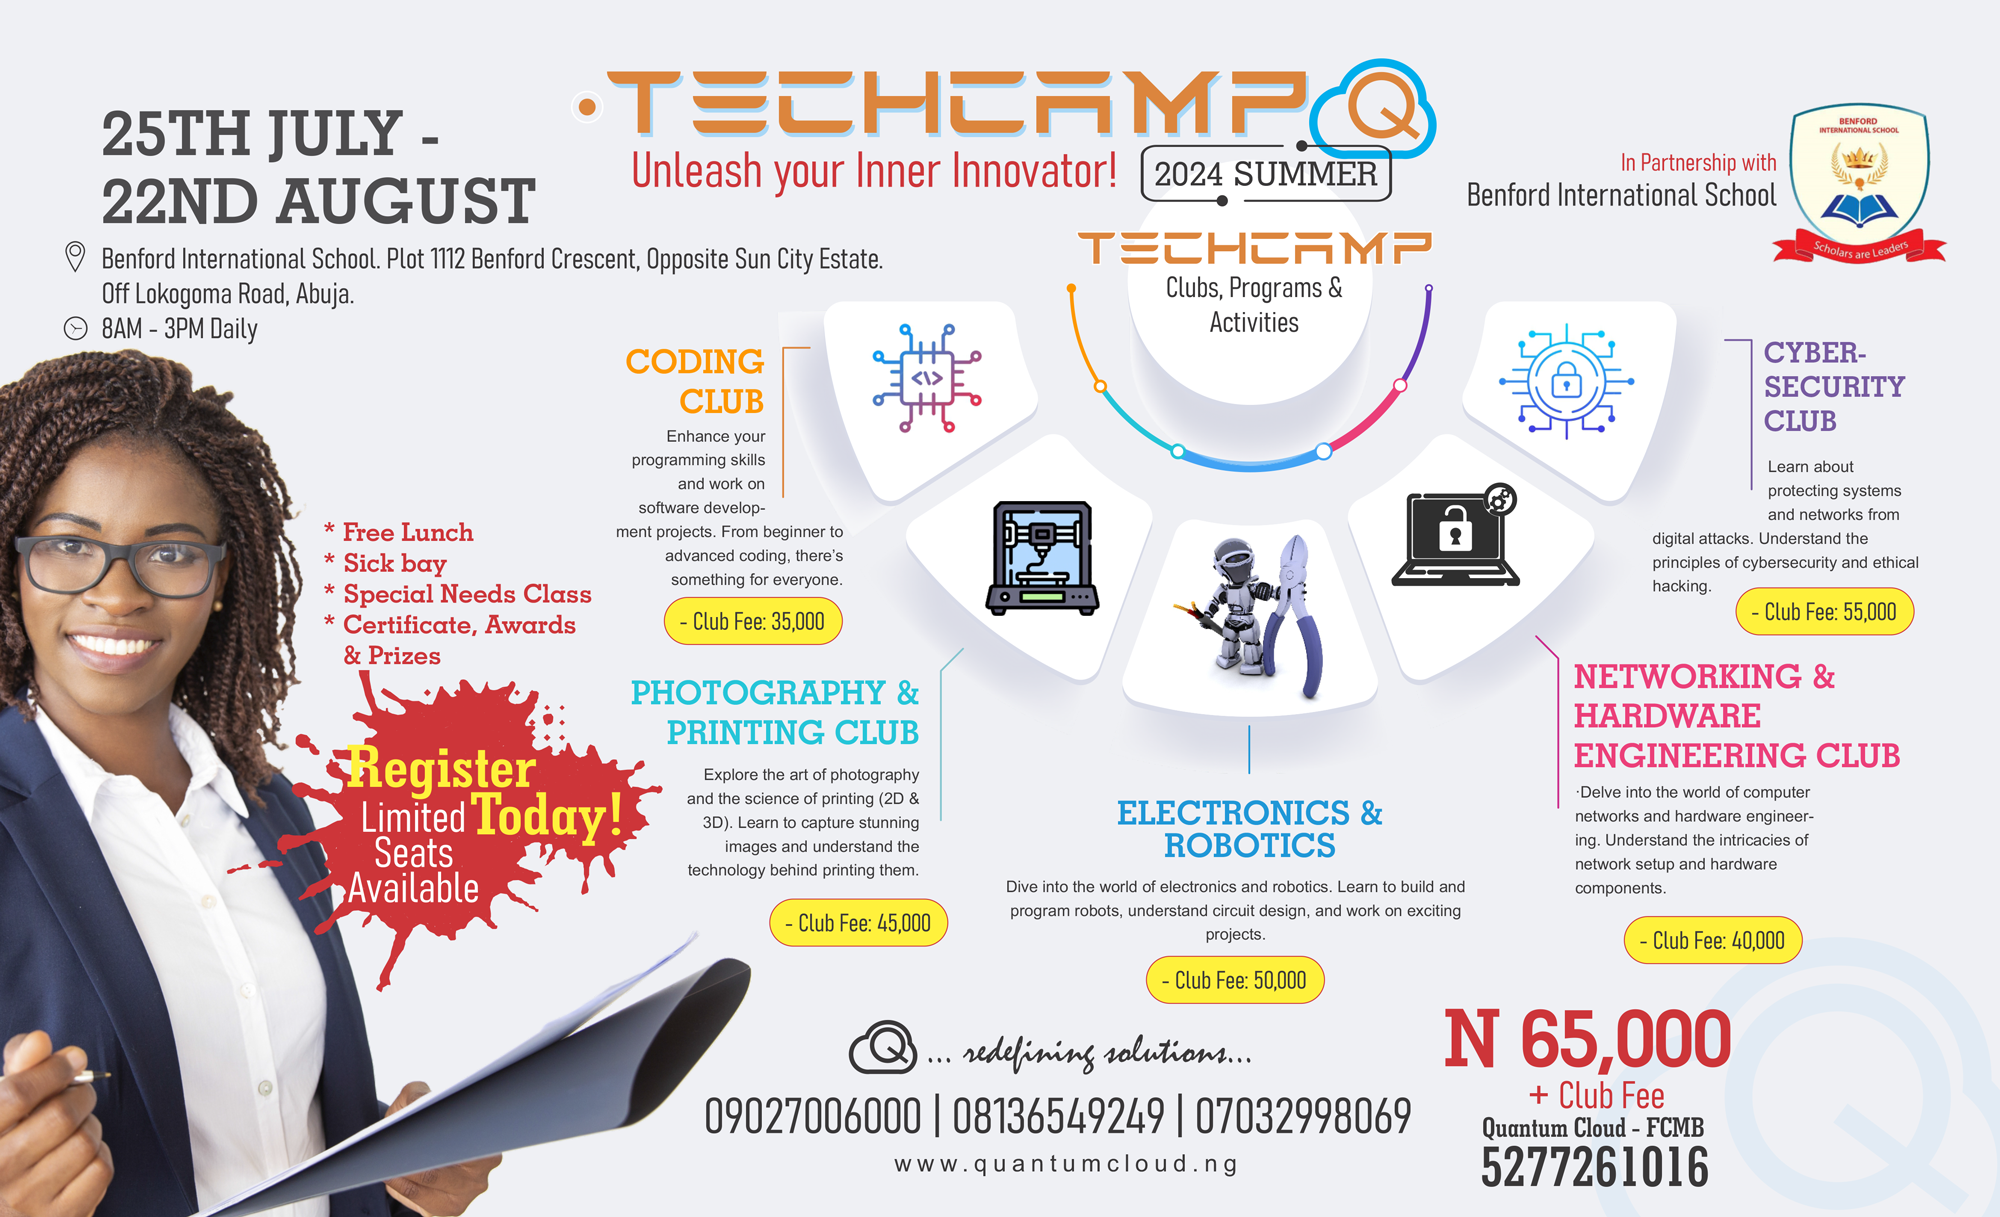 25TH JULY -
22ND AUGUST
Benford International School. Plot 1112 Benford Crescent, Opposite Sun City Estate.
Off Lokogoma Road, Abuja.
8AM - 3PM Daily
TECHCAMP Q
Unleash your Inner Innovator!
2024 SUMMER
In Partnership with
Benford International School
BENFORD
INTERNATIONAL SCHOOL
Scholars are Leaders
TECHCAMP
Clubs, Programs &
Activities
CODING
CLUB
Enhance your
programming skills
and work on
software develop-
ment projects. From beginner to
advanced coding, there's
something for everyone.
- Club Fee: 35,000
PHOTOGRAPHY &
PRINTING CLUB
Explore the art of photography
and the science of printing (2D &
3D). Learn to capture stunning
images and understand the
technology behind printing them.
- Club Fee: 45,000
ELECTRONICS &
ROBOTICS
Dive into the world of electronics and robotics. Learn to build and
program robots, understand circuit design, and work on exciting
projects.
- Club Fee: 50,000
NETWORKING &
HARDWARE
ENGINEERING CLUB
·Delve into the world of computer
networks and hardware engineer-
ing. Understand the intricacies of
network setup and hardware
components.
- Club Fee: 40,000
CYBER-
SECURITY
CLUB
Learn about
protecting systems
and networks from
digital attacks. Understand the
principles of cybersecurity and ethical
hacking.
- Club Fee: 55,000
* Free Lunch
* Sick bay
* Special Needs Class
* Certificate, Awards
& Prizes
Register
Today!
Limited
Seats
Available
Q ... redefining solutions...
09027006000 | 08136549249 | 07032998069
www.quantumcloud.ng
N 65,000
+ Club Fee
Quantum Cloud - FCMB
5277261016